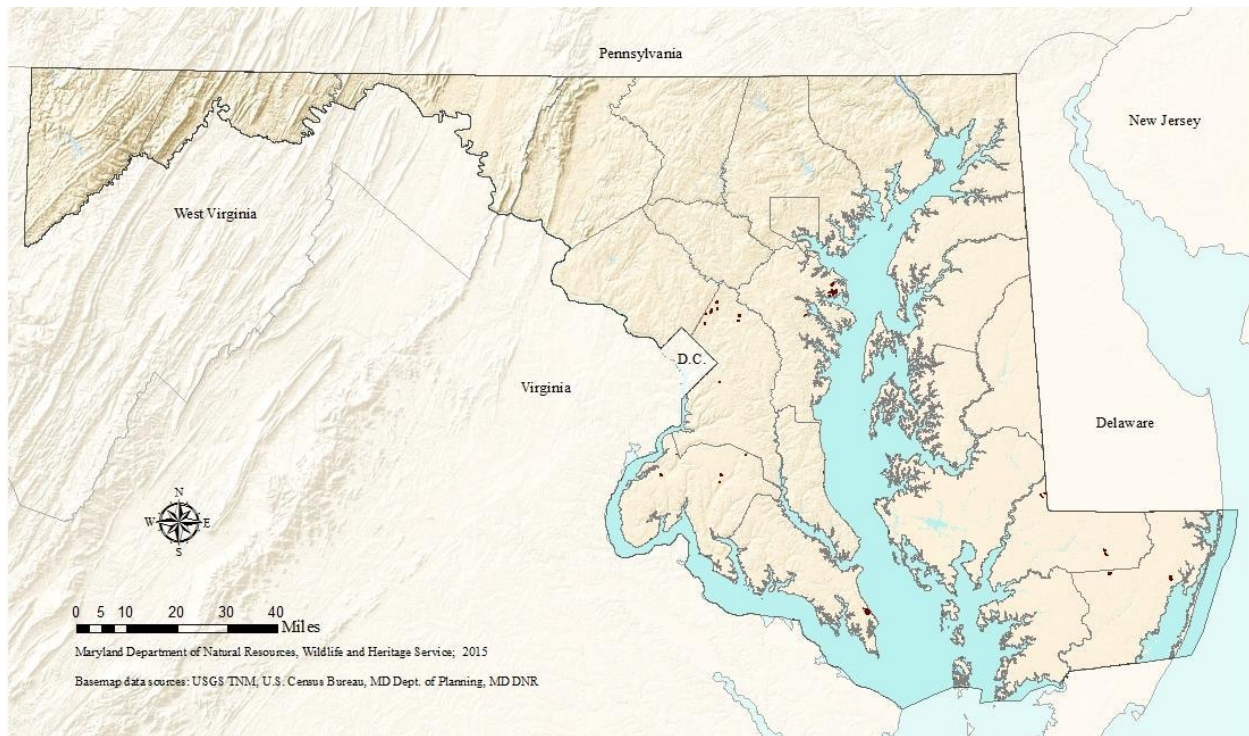 Pennsylvania
New Jersey
West Virginia
D.C.
Virginia
Delaware
N
W E
S
0 5 10 20 30 40
Miles
Maryland Department of Natural Resources, Wildlife and Heritage Service; 2015
Basemap data sources: USGS TNM, U.S. Census Bureau, MD Dept. of Planning, MD DNR